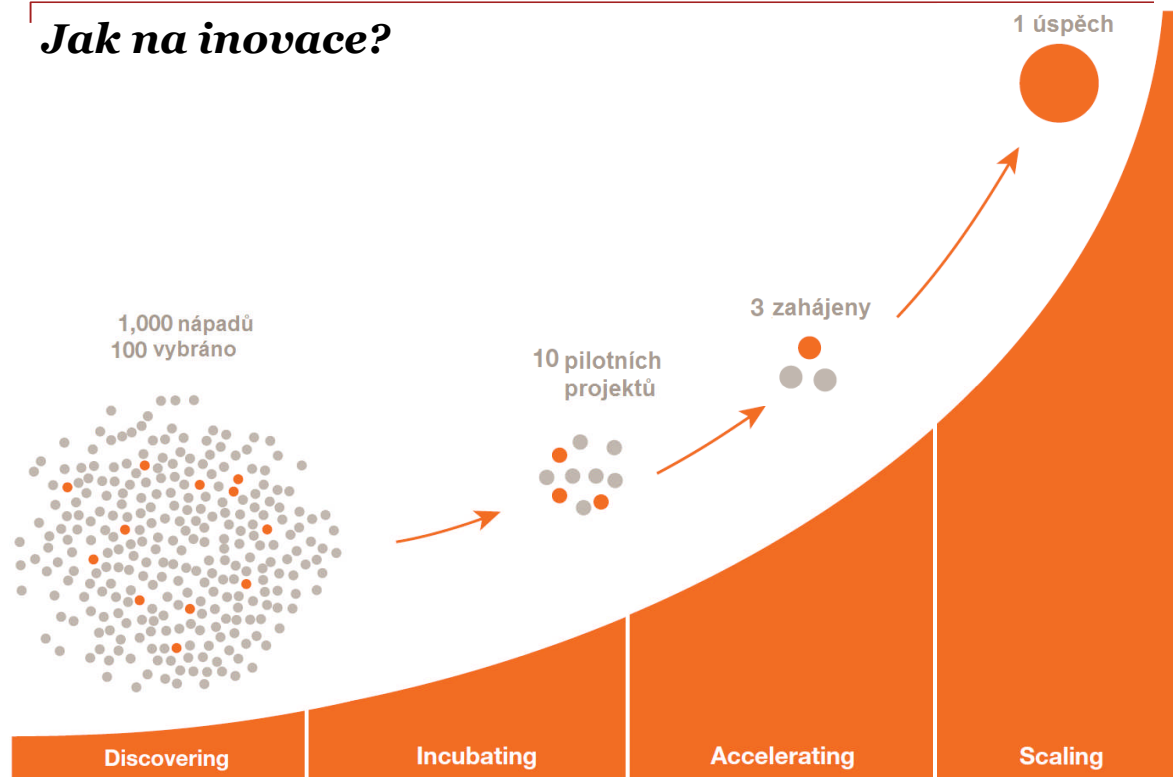 Jak na inovace?
1 úspěch
3 zahájeny
1,000 nápadů
100 vybráno
10 pilotních
projektů
Discovering
Incubating
Accelerating
Scaling